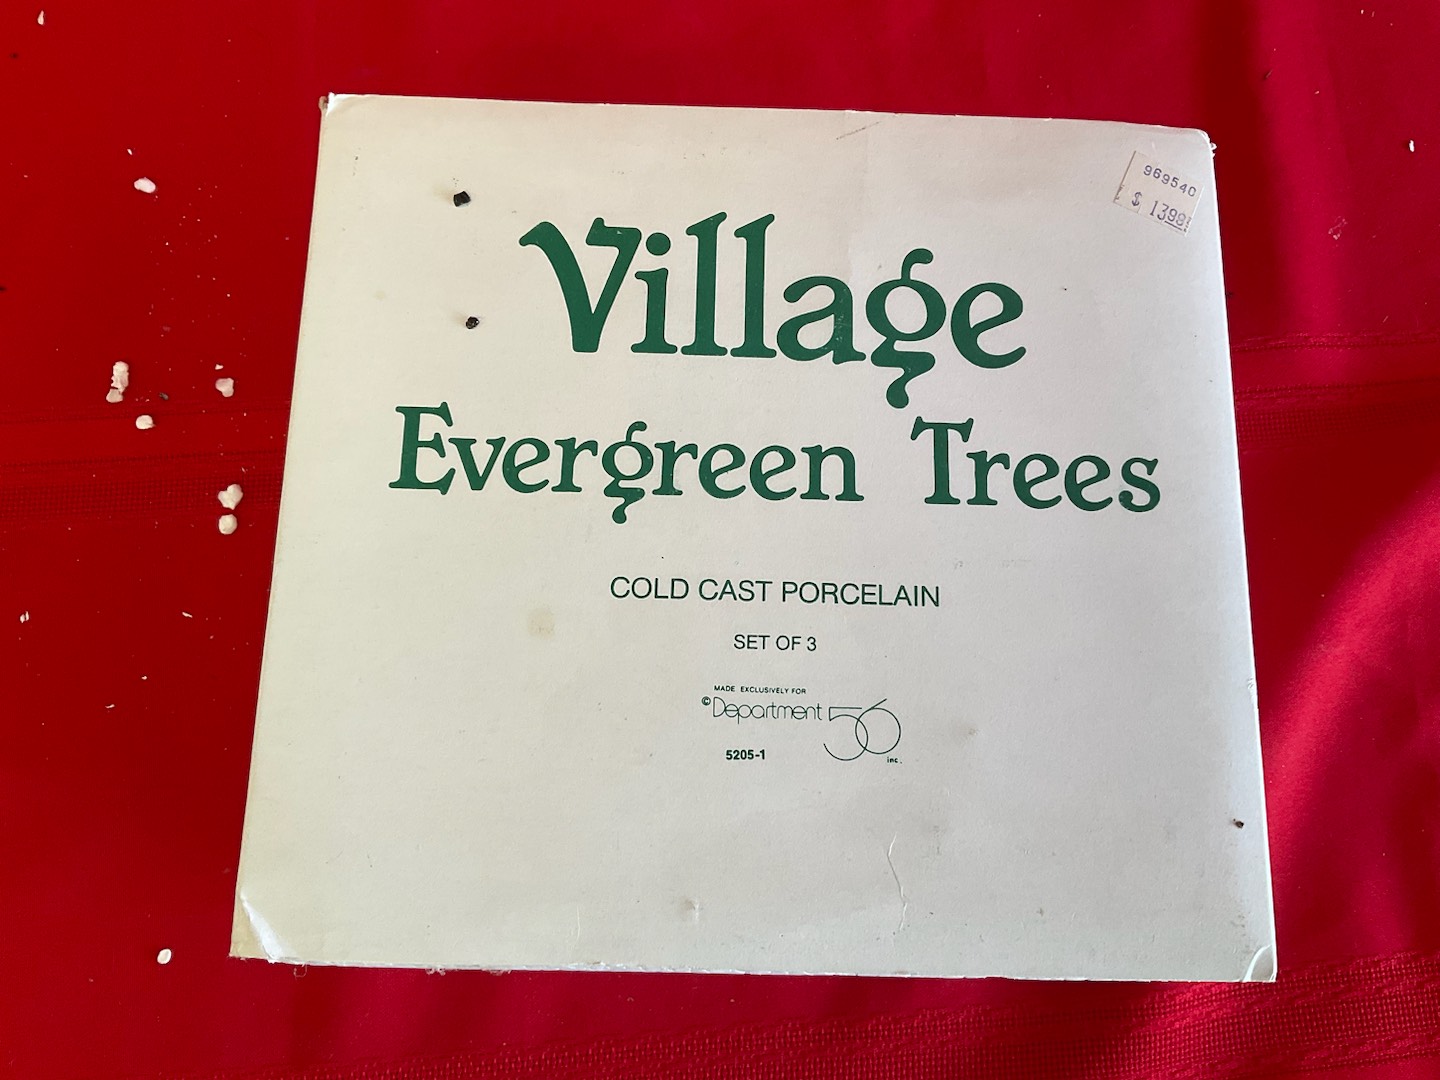 969540
$ 13.98
Village
Evergreen Trees
COLD CAST PORCELAIN
SET OF 3
MADE EXCLUSIVELY FOR
© Department 56 inc.
5205-1